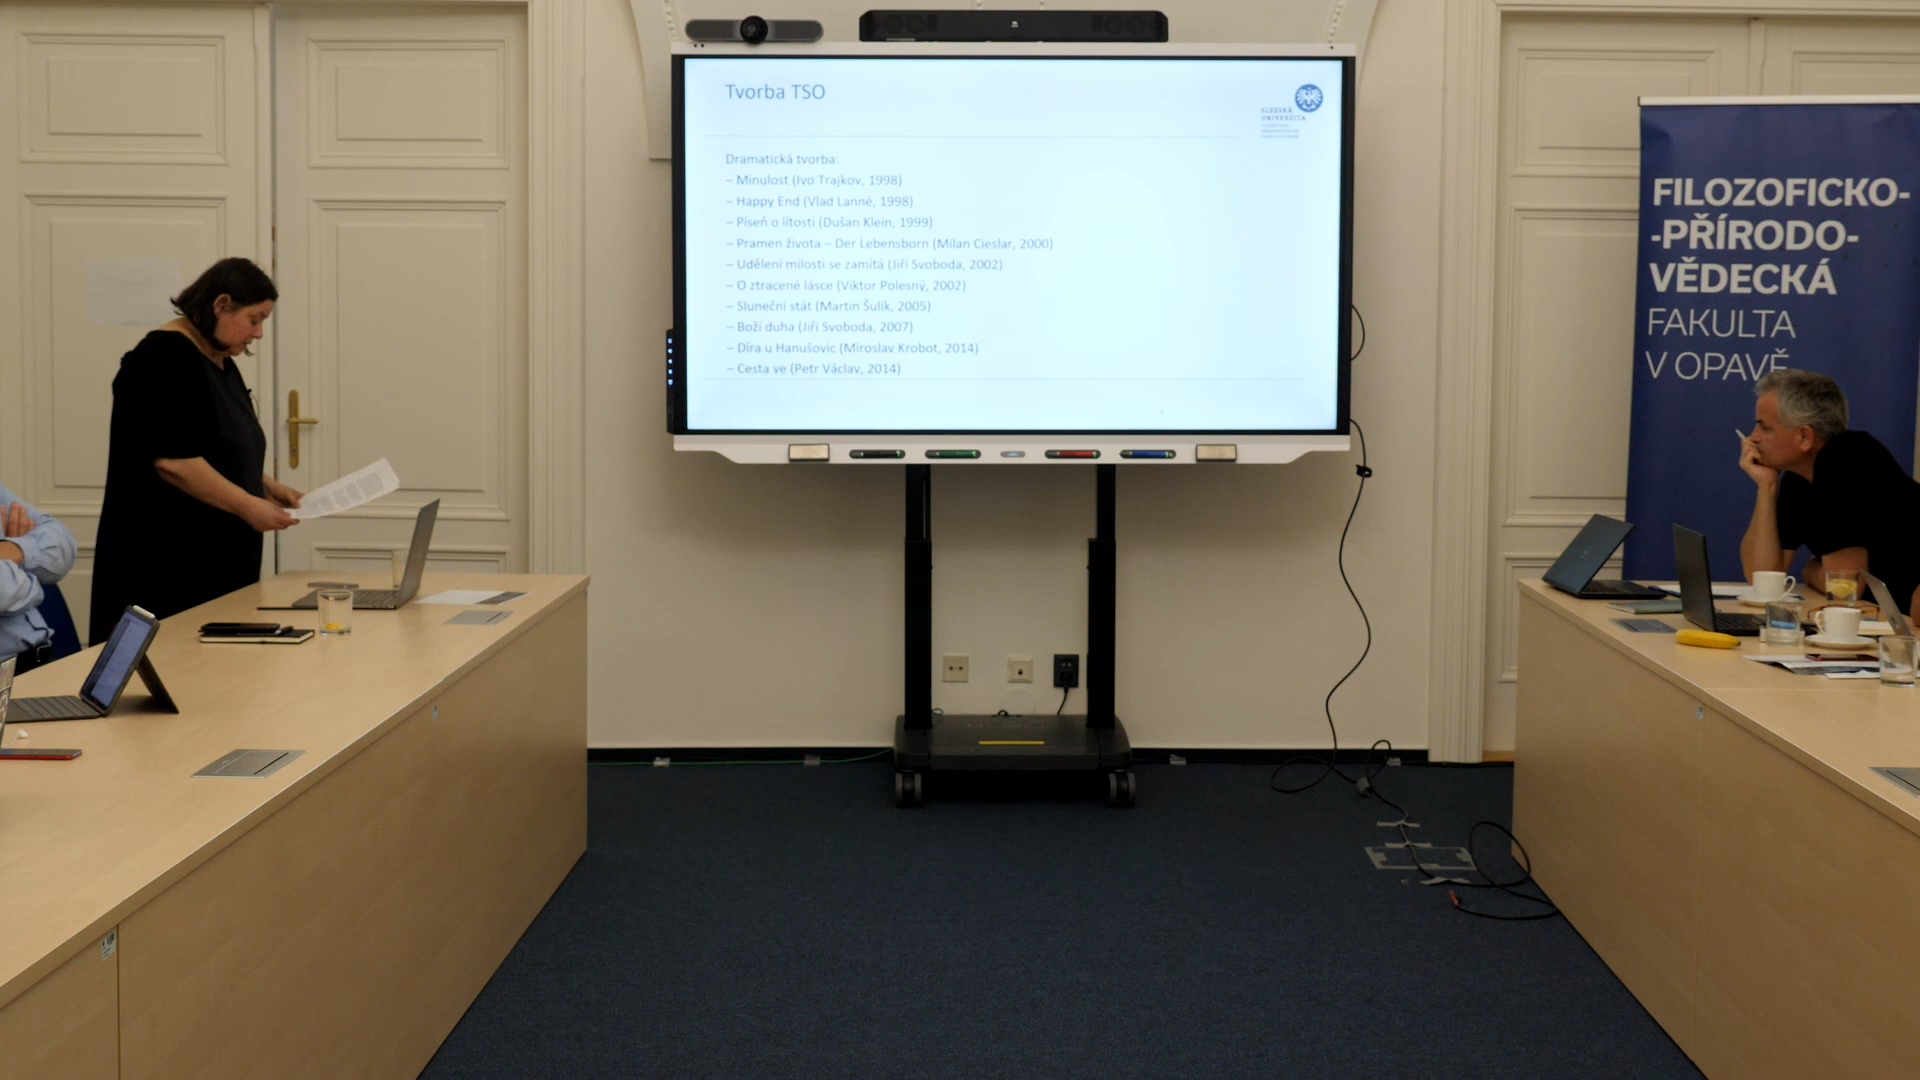 Tvorba TSO
SLEZSKÁ
UNIVERZITA
Dramatická tvorba:
– Minulost (Ivo Trajkov, 1998)
– Happy End (Vlad Lanné, 1998)
– Píseň o lítosti (Dušan Klein, 1999)
– Pramen života – Der Lebensborn (Milan Cieslar, 2000)
– Udělení milosti se zamítá (Jiří Svoboda, 2002)
– O ztracené lásce (Viktor Polesný, 2002)
– Sluneční stát (Martin Šulík, 2005)
– Boží duha (Jiří Svoboda, 2007)
– Díra u Hanušovic (Miroslav Krobot, 2014)
– Cesta ve (Petr Václav, 2014)
FILOZOFICKO-
-PŘÍRODO-
VĚDECKÁ
FAKULTA
V OPAVĚ